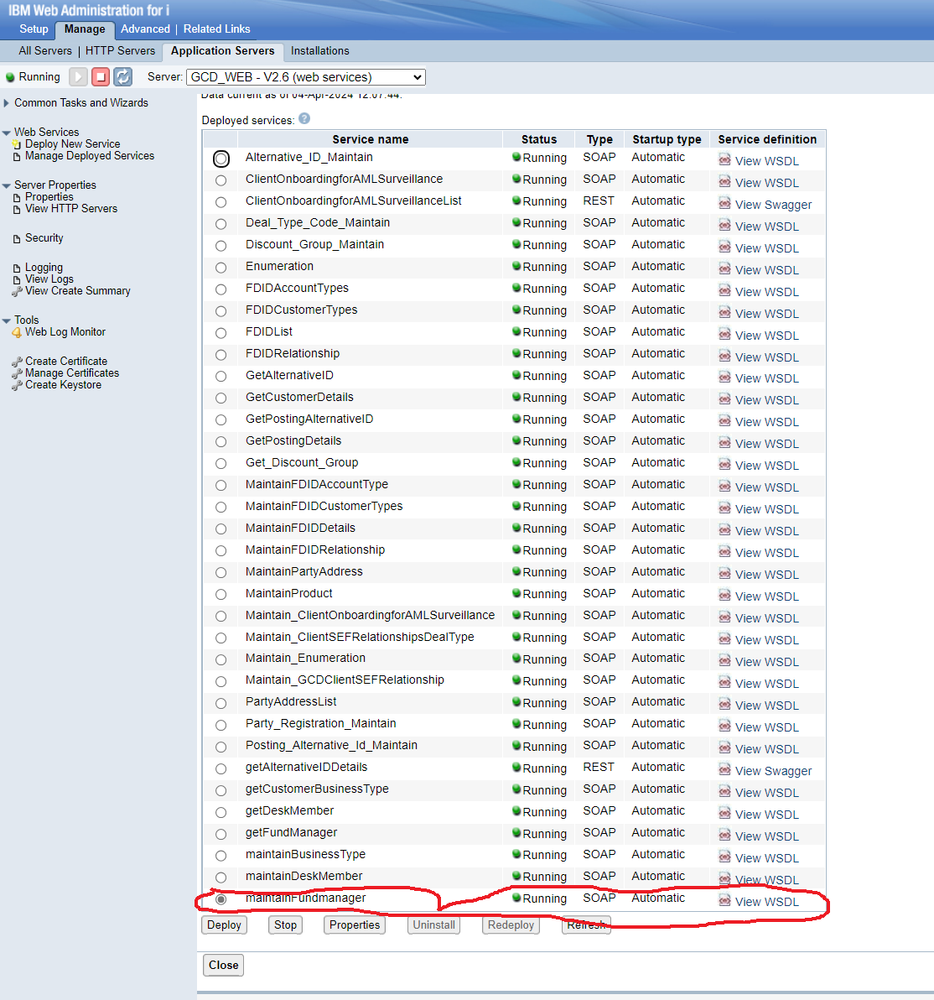 IBM Web Administration for i
Setup Manage Advanced | Related Links
All Servers | HTTP Servers Application Servers Installations
Running Server: GCD_WEB - V2.6 (web services)
Common Tasks and Wizards
Web Services
Deploy New Service
Manage Deployed Services
Server Properties
Properties
View HTTP Servers
Security
Logging
View Logs
View Create Summary
Tools
Web Log Monitor
Create Certificate
Manage Certificates
Create Keystore
Data current as of 04-Apr-2024 12:07:44.
Deployed services:
Service name Status Type Startup type Service definition
Alternative_ID_Maintain Running SOAP Automatic View WSDL
ClientOnboardingforAMLSurveillance Running SOAP Automatic View WSDL
ClientOnboardingforAMLSurveillanceList Running REST Automatic View Swagger
Deal_Type_Code_Maintain Running SOAP Automatic View WSDL
Discount_Group_Maintain Running SOAP Automatic View WSDL
Enumeration Running SOAP Automatic View WSDL
FDIDAccountTypes Running SOAP Automatic View WSDL
FDIDCustomerTypes Running SOAP Automatic View WSDL
FDIDList Running SOAP Automatic View WSDL
FDIDRelationship Running SOAP Automatic View WSDL
GetAlternativeID Running SOAP Automatic View WSDL
GetCustomerDetails Running SOAP Automatic View WSDL
GetPostingAlternativeID Running SOAP Automatic View WSDL
GetPostingDetails Running SOAP Automatic View WSDL
Get_Discount_Group Running SOAP Automatic View WSDL
MaintainFDIDAccountType Running SOAP Automatic View WSDL
MaintainFDIDCustomerTypes Running SOAP Automatic View WSDL
MaintainFDIDDetails Running SOAP Automatic View WSDL
MaintainFDIDRelationship Running SOAP Automatic View WSDL
MaintainPartyAddress Running SOAP Automatic View WSDL
MaintainProduct Running SOAP Automatic View WSDL
Maintain_ClientOnboardingforAMLSurveillance Running SOAP Automatic View WSDL
Maintain_ClientSEFRelationshipsDealType Running SOAP Automatic View WSDL
Maintain_Enumeration Running SOAP Automatic View WSDL
Maintain_GCDClientSEFRelationship Running SOAP Automatic View WSDL
PartyAddressList Running SOAP Automatic View WSDL
Party_Registration_Maintain Running SOAP Automatic View WSDL
Posting_Alternative_Id_Maintain Running SOAP Automatic View WSDL
getAlternativeIDDetails Running REST Automatic View Swagger
getCustomerBusinessType Running SOAP Automatic View WSDL
getDeskMember Running SOAP Automatic View WSDL
getFundManager Running SOAP Automatic View WSDL
maintainBusinessType Running SOAP Automatic View WSDL
maintainDeskMember Running SOAP Automatic View WSDL
maintainFundmanager Running SOAP Automatic View WSDL
Deploy Stop Properties Uninstall Redeploy Refresh
Close